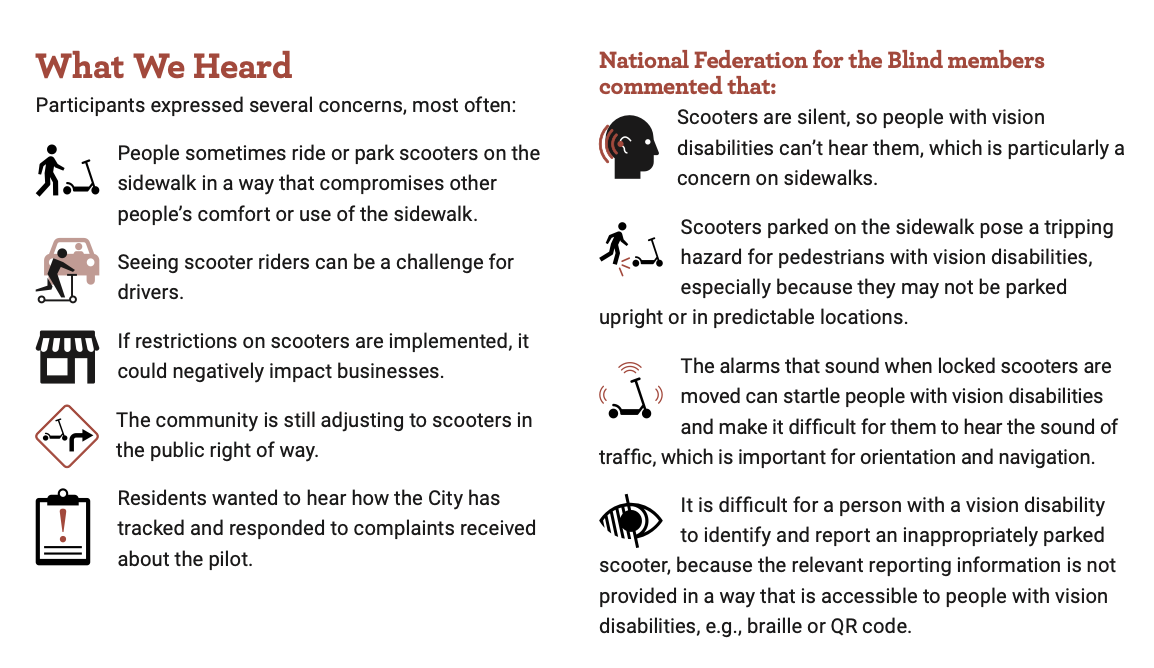 What We Heard
Participants expressed several concerns, most often:
People sometimes ride or park scooters on the
sidewalk in a way that compromises other
people’s comfort or use of the sidewalk.
Seeing scooter riders can be a challenge for
drivers.
If restrictions on scooters are implemented, it
could negatively impact businesses.
The community is still adjusting to scooters in
the public right of way.
Residents wanted to hear how the City has
tracked and responded to complaints received
about the pilot.
National Federation for the Blind members
commented that:
Scooters are silent, so people with vision
disabilities can’t hear them, which is particularly a
concern on sidewalks.
Scooters parked on the sidewalk pose a tripping
hazard for pedestrians with vision disabilities,
especially because they may not be parked
upright or in predictable locations.
The alarms that sound when locked scooters are
moved can startle people with vision disabilities
and make it difficult for them to hear the sound of
traffic, which is important for orientation and navigation.
It is difficult for a person with a vision disability
to identify and report an inappropriately parked
scooter, because the relevant reporting information is not
provided in a way that is accessible to people with vision
disabilities, e.g., braille or QR code.